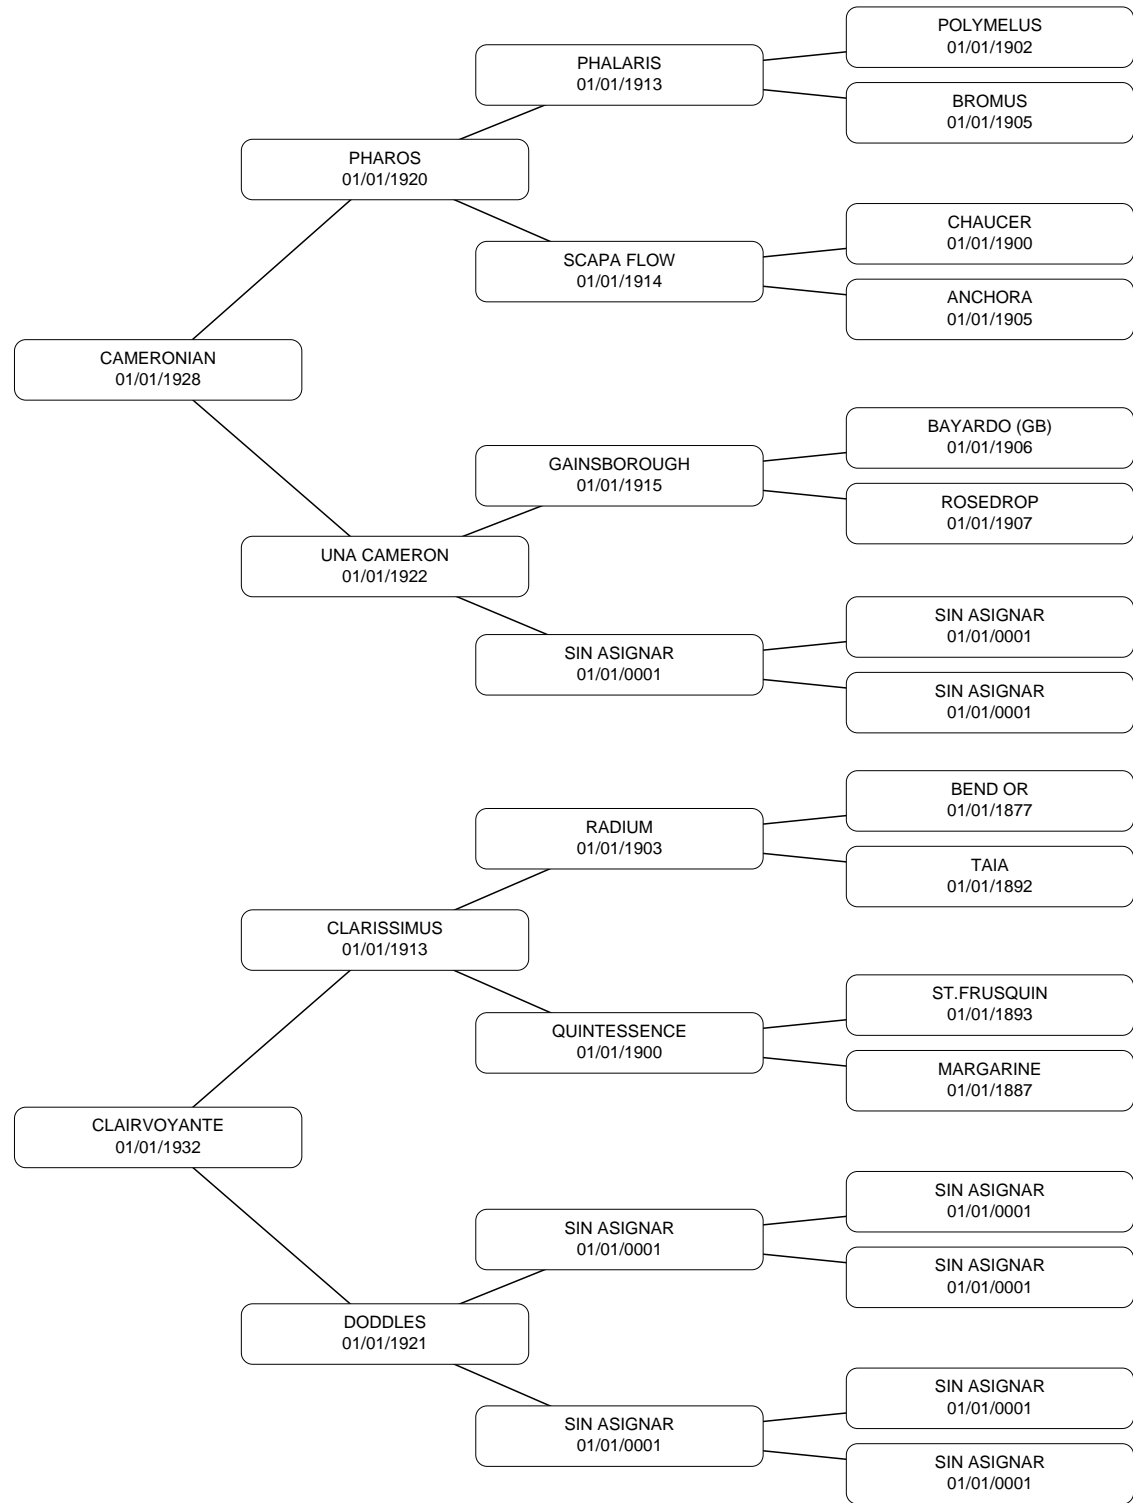 POLYMELUS
01/01/1902
PHALARIS
01/01/1913
BROMUS
01/01/1905
PHAROS
01/01/1920
CHAUCER
01/01/1900
SCAPA FLOW
01/01/1914
ANCHORA
01/01/1905
CAMERONIAN
01/01/1928
BAYARDO (GB)
01/01/1906
GAINSBOROUGH
01/01/1915
ROSEDROP
01/01/1907
UNA CAMERON
01/01/1922
SIN ASIGNAR
01/01/0001
SIN ASIGNAR
01/01/0001
SIN ASIGNAR
01/01/0001
BEND OR
01/01/1877
RADIUM
01/01/1903
TAIA
01/01/1892
CLARISSIMUS
01/01/1913
ST.FRUSQUIN
01/01/1893
QUINTESSENCE
01/01/1900
MARGARINE
01/01/1887
CLAIRVOYANTE
01/01/1932
SIN ASIGNAR
01/01/0001
SIN ASIGNAR
01/01/0001
SIN ASIGNAR
01/01/0001
DODDLES
01/01/1921
SIN ASIGNAR
01/01/0001
SIN ASIGNAR
01/01/0001
SIN ASIGNAR
01/01/0001